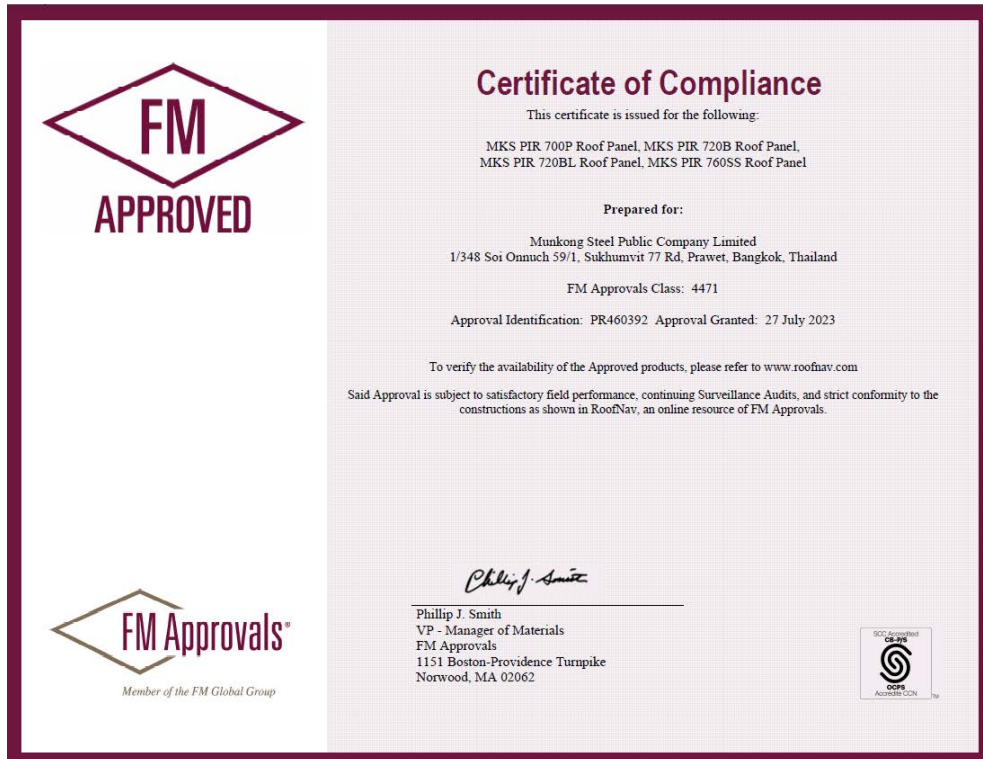 FM
APPROVED
Certificate of Compliance
This certificate is issued for the following:
MKS PIR 700P Roof Panel, MKS PIR 720B Roof Panel,
MKS PIR 720BL Roof Panel, MKS PIR 760SS Roof Panel
Prepared for:
Munkong Steel Public Company Limited
1/348 Soi Onnuch 59/1, Sukhumvit 77 Rd, Prawet, Bangkok, Thailand
FM Approvals Class: 4471
Approval Identification: PR460392 Approval Granted: 27 July 2023
To verify the availability of the Approved products, please refer to www.roofnav.com
Said Approval is subject to satisfactory field performance, continuing Surveillance Audits, and strict conformity to the
constructions as shown in RoofNav, an online resource of FM Approvals.
Phillip J. Smith
Phillip J. Smith
VP - Manager of Materials
FM Approvals
1151 Boston-Providence Turnpike
Norwood, MA 02062
FM Approvals®
Member of the FM Global Group
SCC Accredited
CB-P/S
OCPS
Accrédité CCN
TM